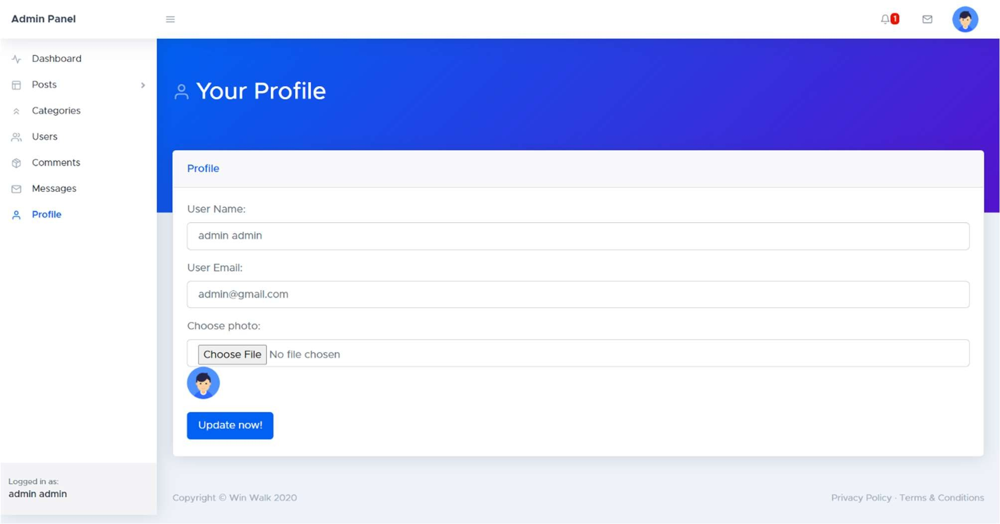 Admin Panel
1
Dashboard
Posts
Categories
Users
Comments
Messages
Profile
Logged in as:
admin admin
Your Profile
Profile
User Name:
admin admin
User Email:
admin@gmail.com
Choose photo:
Choose File No file chosen
Update now!
Copyright © Win Walk 2020
Privacy Policy · Terms & Conditions